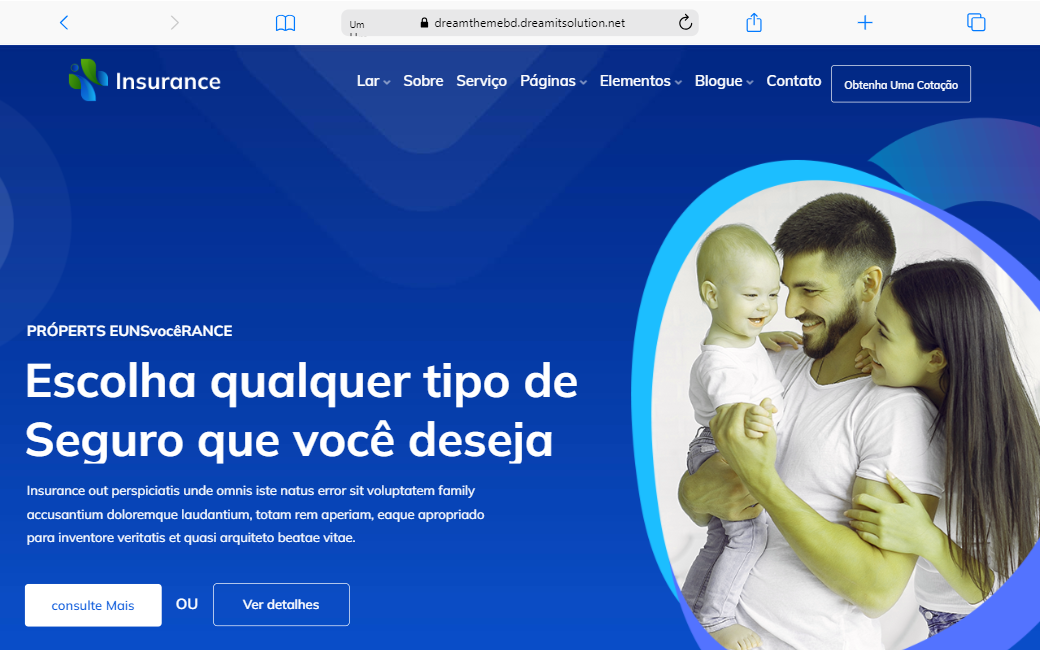 Um
dreamthemebd.dreamitsolution.net
Insurance
Lar Sobre Serviço Páginas Elementos Blogue Contato Obtenha Uma Cotação
PRÓPERTS EUNSvocêRANCE
Escolha qualquer tipo de
Seguro que você deseja
Insurance out perspiciatis unde omnis iste natus error sit voluptatem family
accusantium doloremque laudantium, totam rem aperiam, eaque apropriado
para inventore veritatis et quasi arquiteto beatae vitae.
consulte Mais OU Ver detalhes